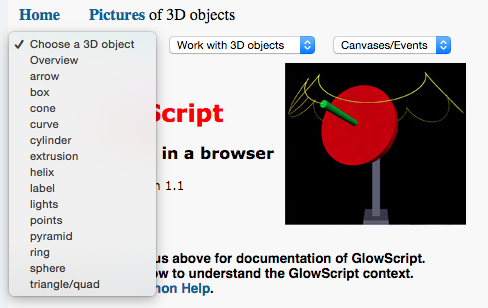 Home Pictures of 3D objects
Choose a 3D object
Work with 3D objects
Canvases/Events
Overview
arrow
box
cone
curve
cylinder
extrusion
helix
label
lights
points
pyramid
ring
sphere
triangle/quad
Script
in a browser
1.1
us above for documentation of GlowScript.
to understand the GlowScript context.
Help.